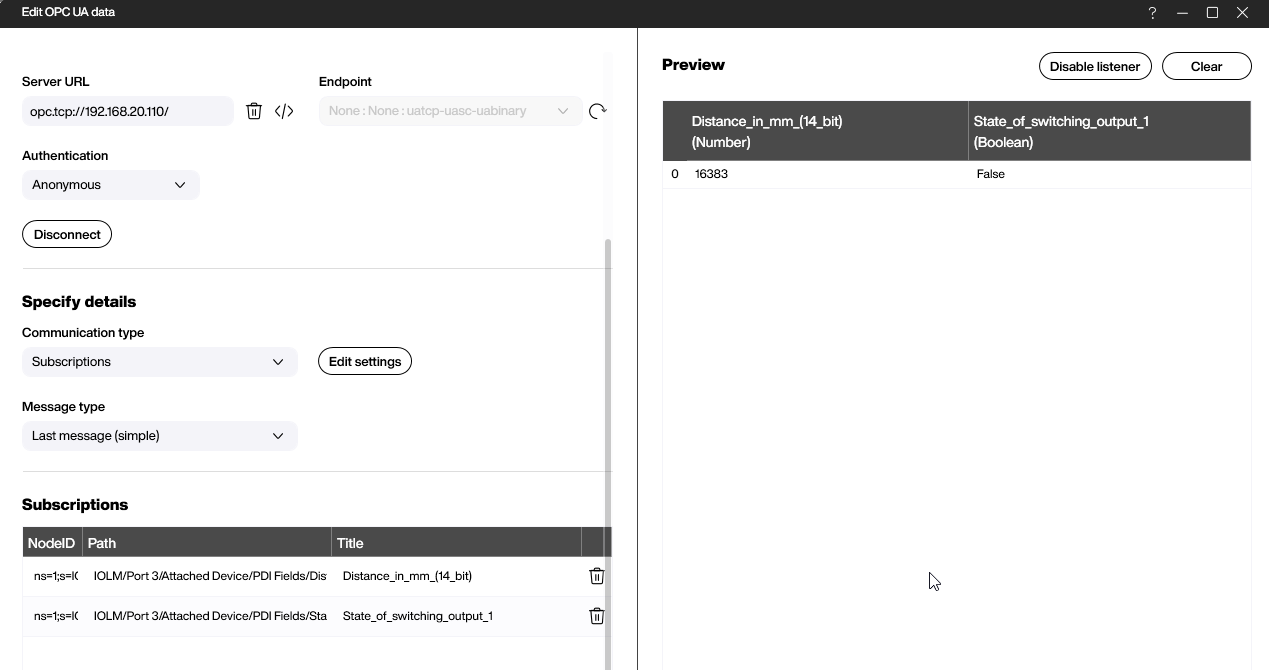 Edit OPC UA data
?
Server URL
Endpoint
opc.tcp://192.168.20.110/
</>
None : None : uatcp-uasc-uabinary
Authentication
Anonymous
Disconnect
Specify details
Communication type
Subscriptions
Edit settings
Message type
Last message (simple)
Subscriptions
NodeID Path Title
ns=1;s=I( IOLM/Port 3/Attached Device/PDI Fields/Dis Distance_in_mm_(14_bit)
ns=1;s=I( IOLM/Port 3/Attached Device/PDI Fields/Sta State_of_switching_output_1
Preview
Disable listener
Clear
Distance_in_mm_(14_bit) State_of_switching_output_1
(Number) (Boolean)
0 16383 False